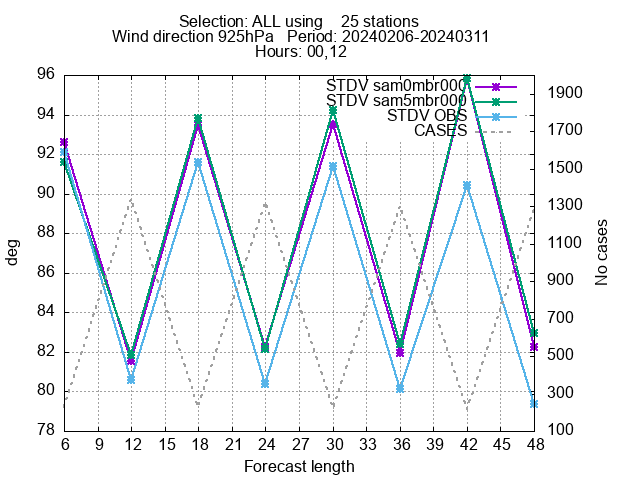 Selection: ALL using    25 stations
Wind direction 925hPa   Period: 20240206-20240311
Hours: 00,12
STDV sam0mbr000
STDV sam5mbr000
STDV OBS
CASES
96
94
92
90
88
86
84
82
80
78
deg
1900
1700
1500
1300
1100
900
700
500
300
100
No cases
6 9 12 15 18 21 24 27 30 33 36 39 42 45 48
Forecast length